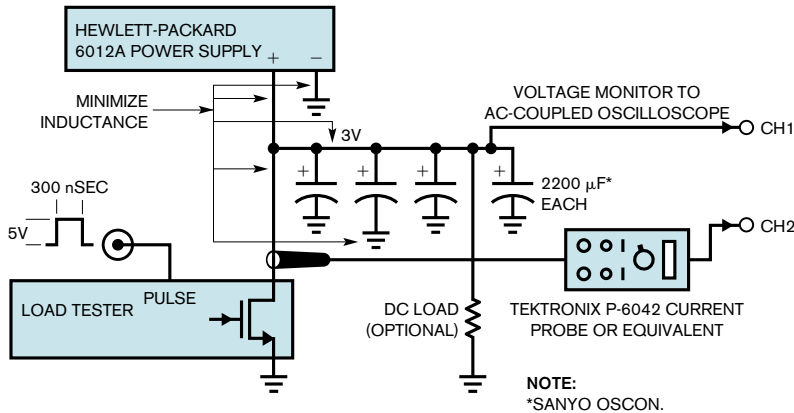 HEWLETT-PACKARD
6012A POWER SUPPLY
+ −
MINIMIZE
INDUCTANCE
VOLTAGE MONITOR TO
AC-COUPLED OSCILLOSCOPE
CH1
3V
+ + + +
2200 μF*
EACH
300 nSEC
5V
CH2
LOAD TESTER
PULSE
DC LOAD
(OPTIONAL)
TEKTRONIX P-6042 CURRENT
PROBE OR EQUIVALENT
NOTE:
*SANYO OSCON.